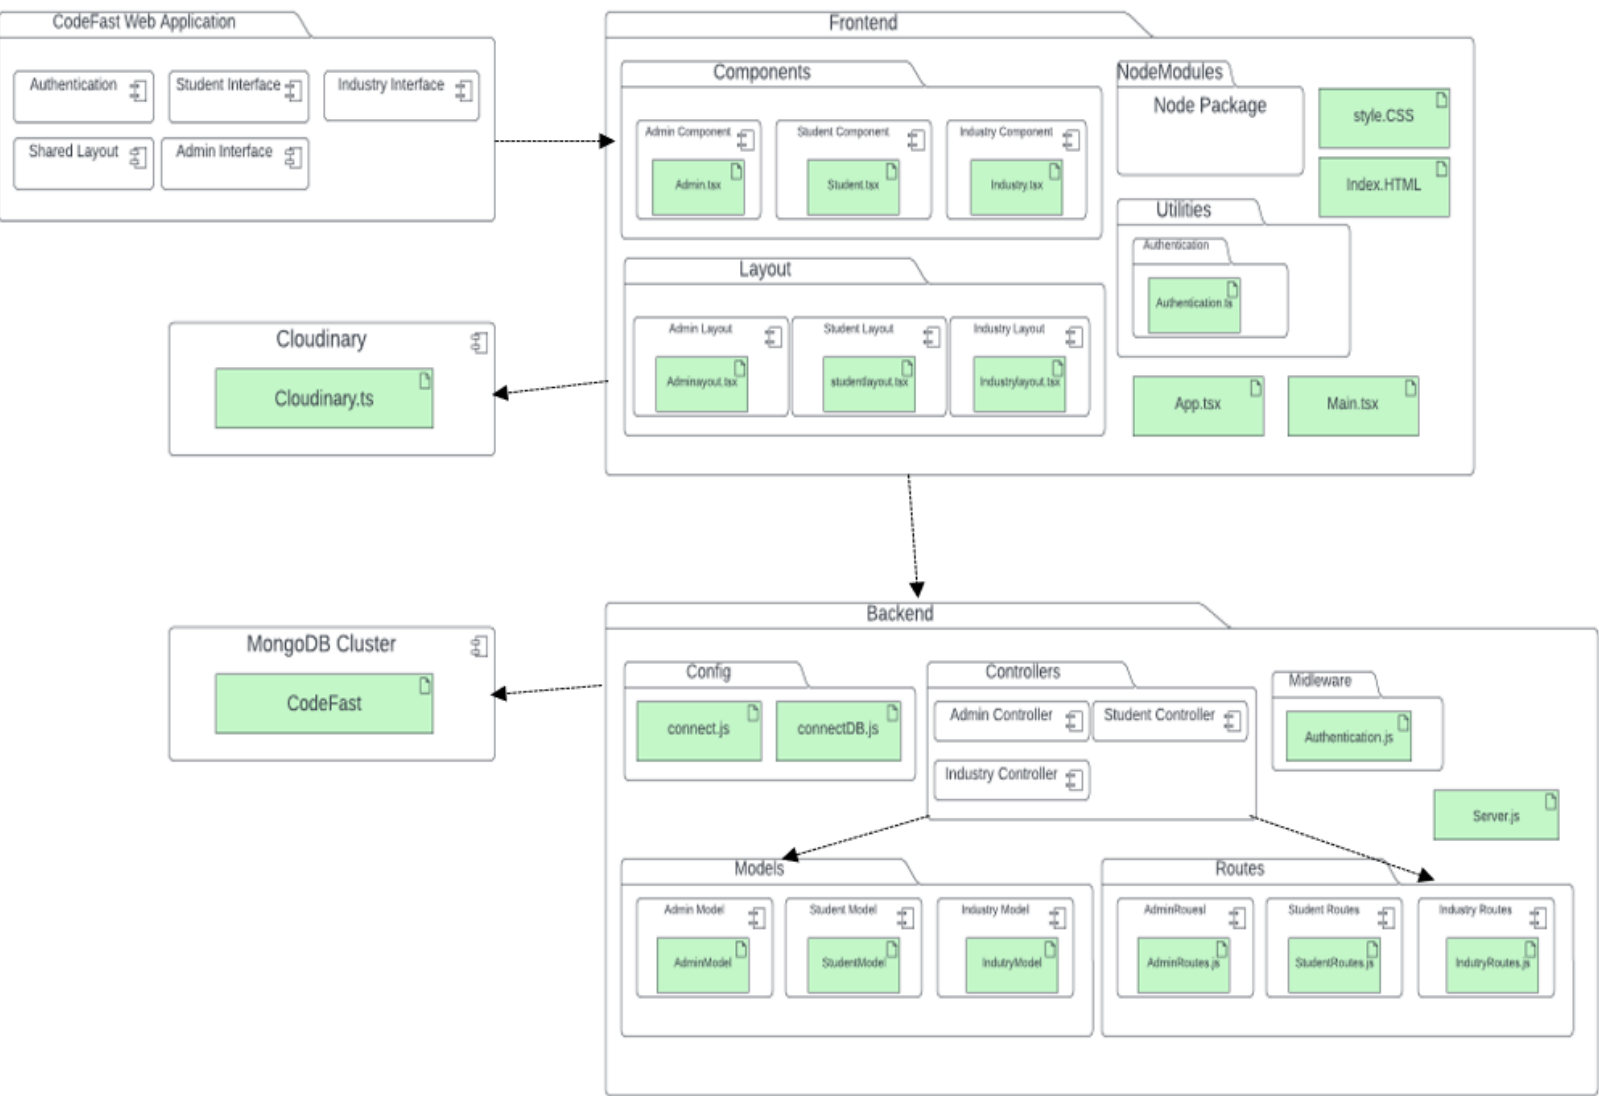 CodeFast Web Application
Authentication
Student Interface
Industry Interface
Shared Layout
Admin Interface
Frontend
Components
Admin Component
Admin.tsx
Student Component
Student.tsx
Industry Component
Industry.tsx
NodeModules
Node Package
style.CSS
Index.HTML
Utilities
Authentication
Authentication.ts
Layout
Admin Layout
Adminayout.tsx
Student Layout
studentlayout.tsx
Industry Layout
Industrylayout.tsx
App.tsx
Main.tsx
Cloudinary
Cloudinary.ts
MongoDB Cluster
CodeFast
Backend
Config
connect.js
connectDB.js
Controllers
Admin Controller
Student Controller
Industry Controller
Midleware
Authentication.js
Server.js
Models
Admin Model
AdminModel
Student Model
StudentModel
Industry Model
IndutryModel
Routes
AdminRouesl
AdminRoutes.js
Student Routes
StudentRoutes.js
Industry Routes
IndutryRoutes.js